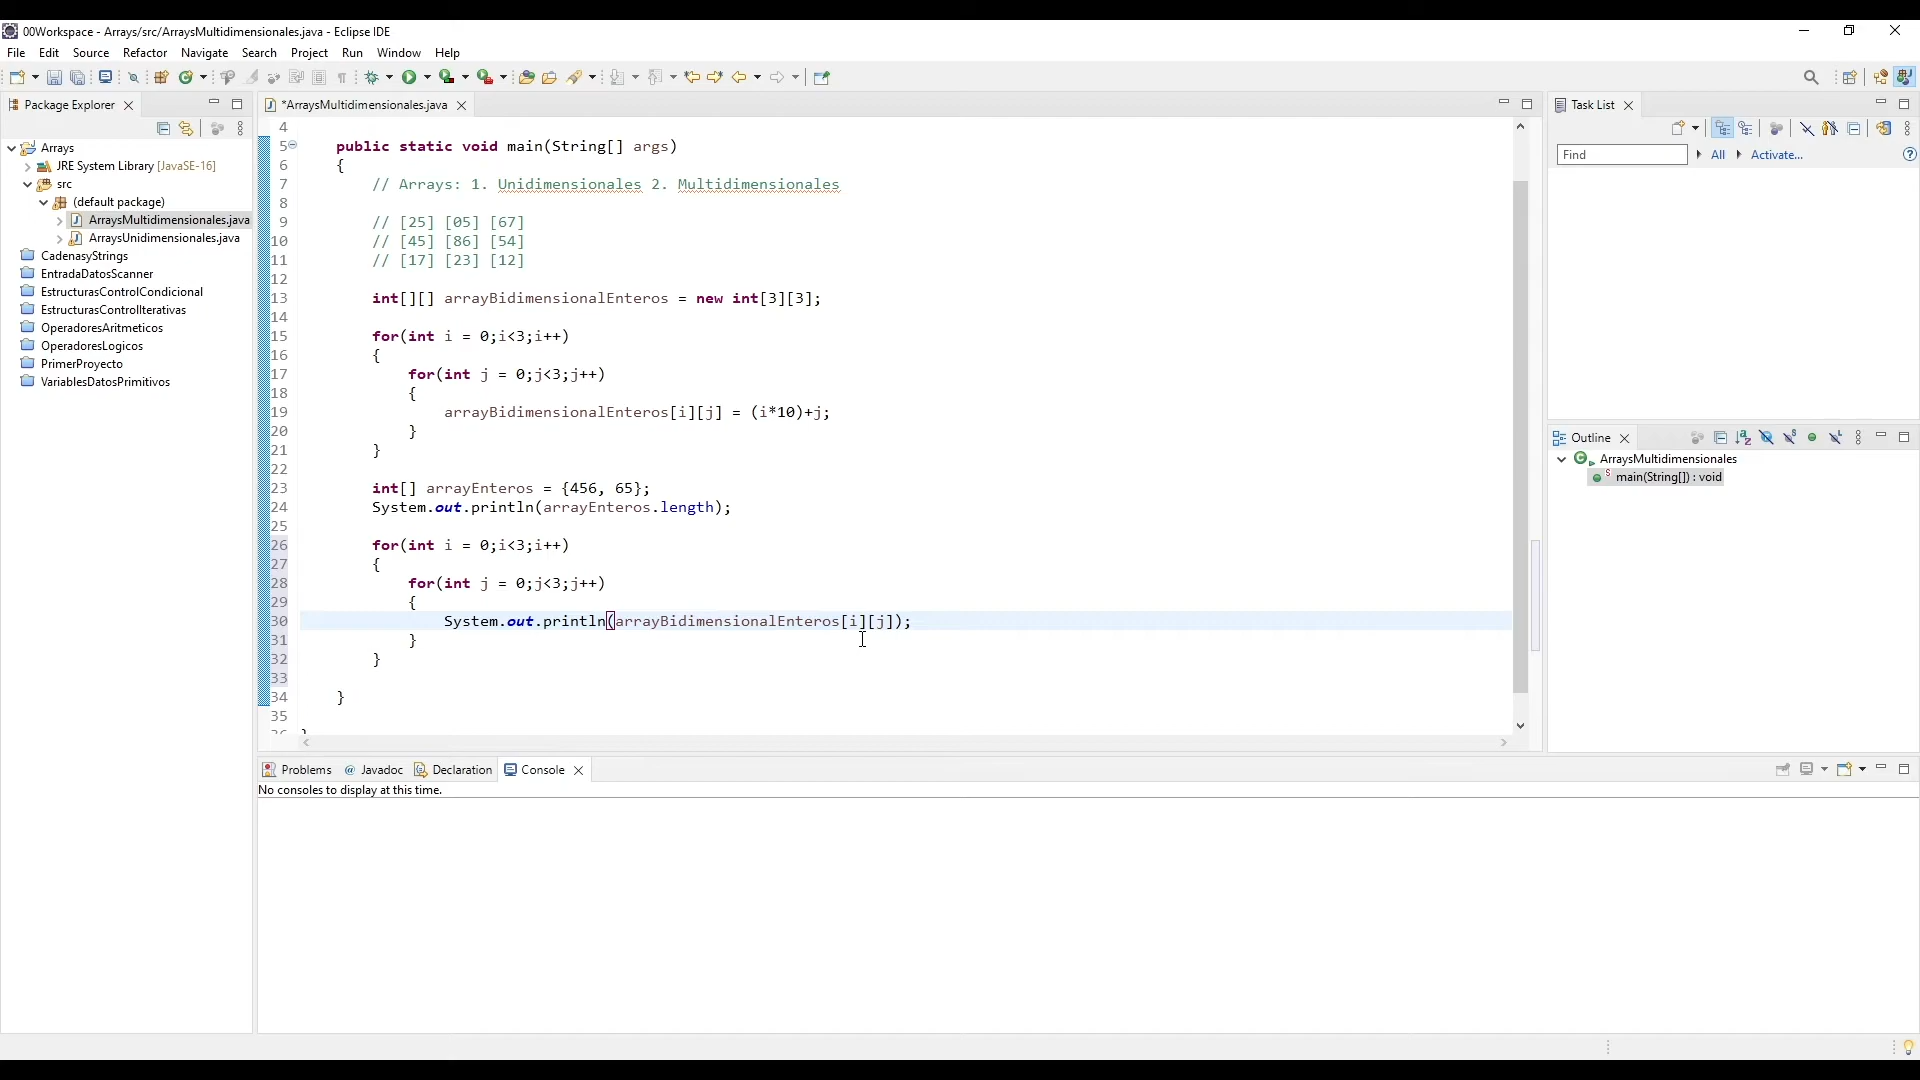 00Workspace - Arrays/src/ArraysMultidimensionales.java - Eclipse IDE
File Edit Source Refactor Navigate Search Project Run Window Help
Package Explorer
Arrays
JRE System Library [JavaSE-16]
src
(default package)
ArraysMultidimensionales.java
ArraysUnidimensionales.java
CadenasyStrings
EntradaDatosScanner
EstructurasControlCondicional
EstructurasControlIterativas
OperadoresAritmeticos
OperadoresLogicos
PrimerProyecto
VariablesDatosPrimitivos
*ArraysMultidimensionales.java
4
5 public static void main(String[] args)
6 {
7 // Arrays: 1. Unidimensionales 2. Multidimensionales
8
9 // [25] [05] [67]
10 // [45] [86] [54]
11 // [17] [23] [12]
12
13 int[][] arrayBidimensionalEnteros = new int[3][3];
14
15 for(int i = 0;i<3;i++)
16 {
17 for(int j = 0;j<3;j++)
18 {
19 arrayBidimensionalEnteros[i][j] = (i*10)+j;
20 }
21 }
22
23 int[] arrayEnteros = {456, 65};
24 System.out.println(arrayEnteros.length);
25
26 for(int i = 0;i<3;i++)
27 {
28 for(int j = 0;j<3;j++)
29 {
30 System.out.println(arrayBidimensionalEnteros[i][j]);
31 }
32 }
33
34 }
35
Task List
Find All Activate...
Outline
ArraysMultidimensionales
main(String[]) : void
Problems Javadoc Declaration Console
No consoles to display at this time.